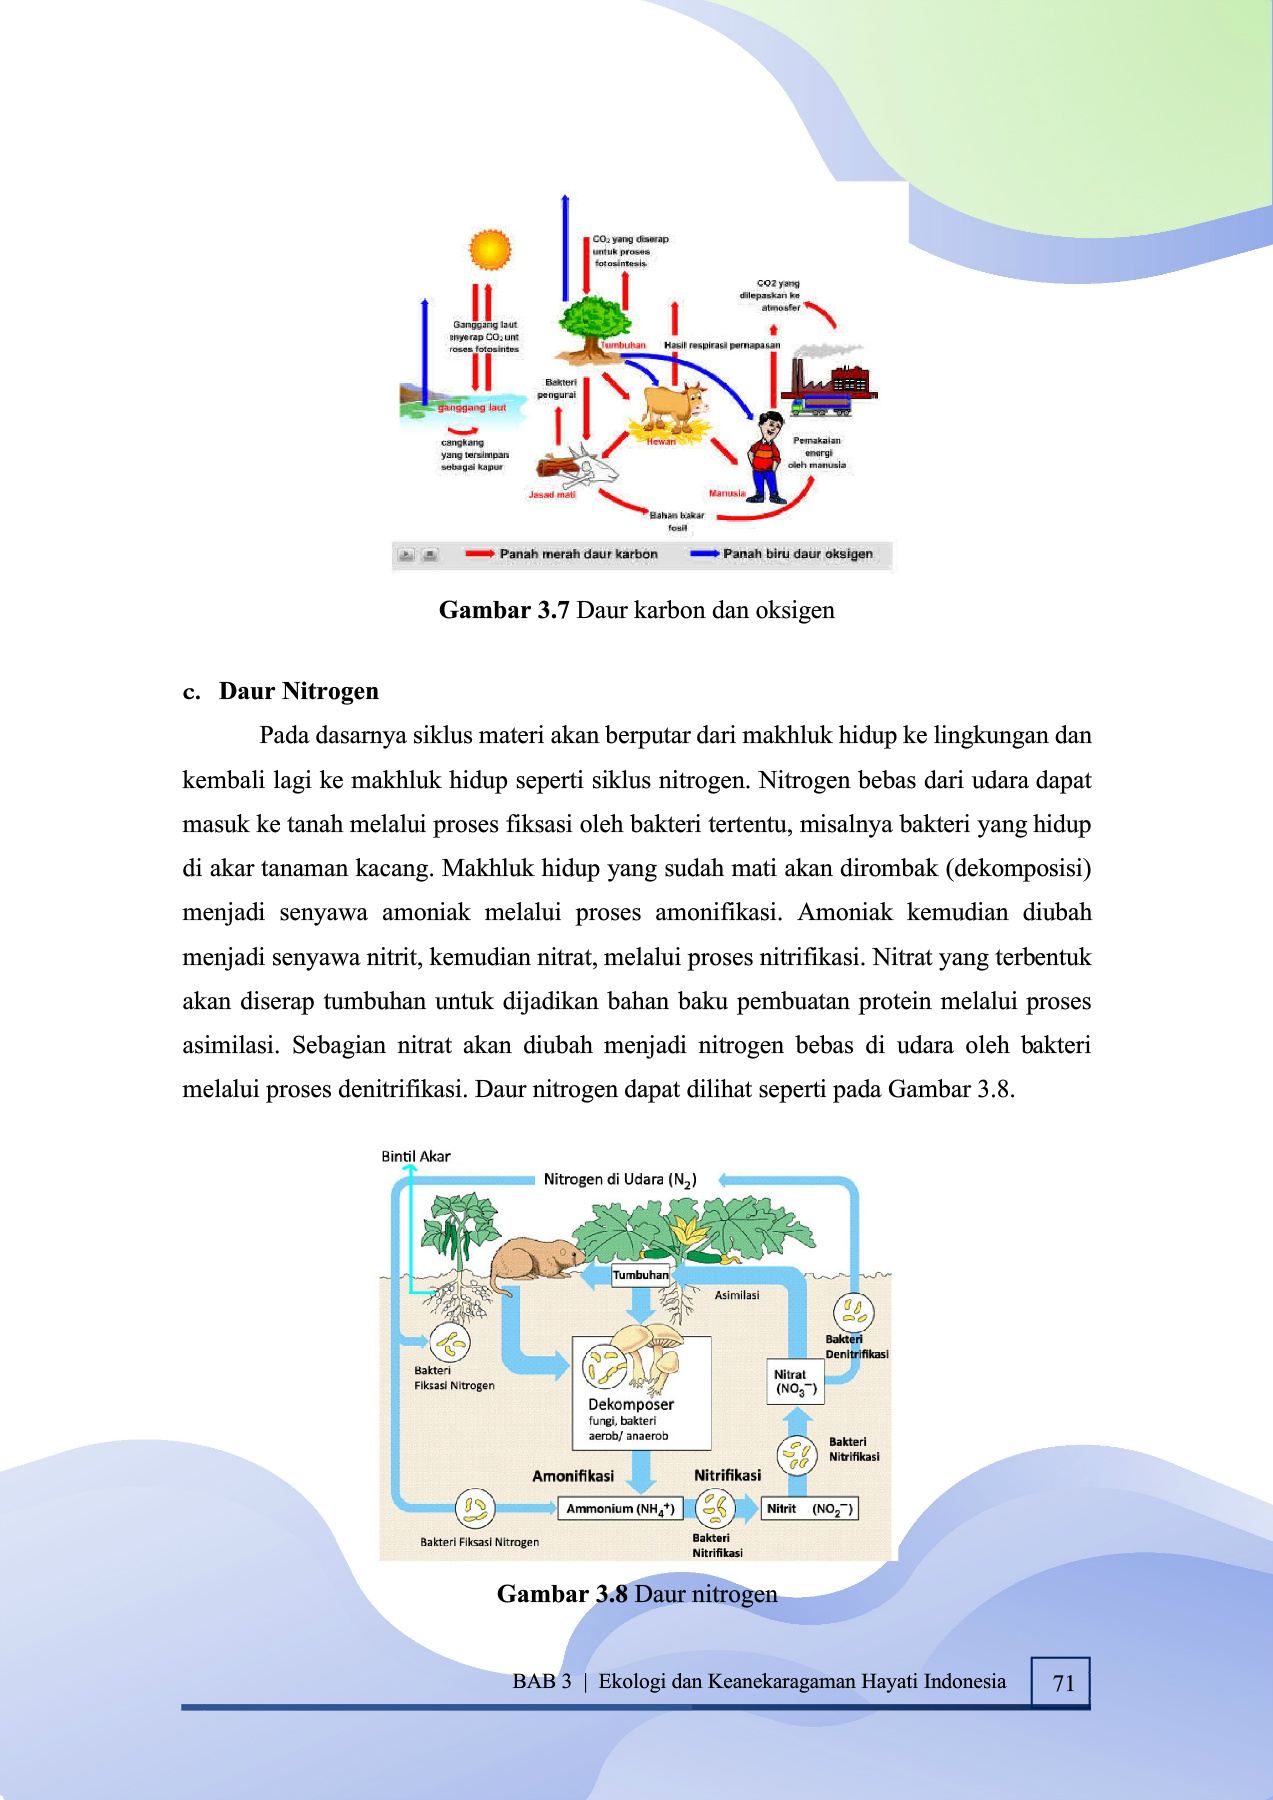 CO₂ yang diserap
untuk proses
fotosintesis
CO2 yang
dilepaskan ke
atmosfer
Ganggang laut
enyerap CO₂ unt
roses fotosintes
Tumbuhan
Hasil respirasi pernapasan
Bakteri
pengurai
ganggang laut
cangkang
yang tersimpan
sebagai kapur
Hewan
Pemakaian
energi
oleh manusia
Jasad mati
Manusia
Bahan bakar
fosil
Panah merah daur karbon
Panah biru daur oksigen
Gambar 3.7 Daur karbon dan oksigen
c. Daur Nitrogen
Pada dasarnya siklus materi akan berputar dari makhluk hidup ke lingkungan dan
kembali lagi ke makhluk hidup seperti siklus nitrogen. Nitrogen bebas dari udara dapat
masuk ke tanah melalui proses fiksasi oleh bakteri tertentu, misalnya bakteri yang hidup
di akar tanaman kacang. Makhluk hidup yang sudah mati akan dirombak (dekomposisi)
menjadi senyawa amoniak melalui proses amonifikasi. Amoniak kemudian diubah
menjadi senyawa nitrit, kemudian nitrat, melalui proses nitrifikasi. Nitrat yang terbentuk
akan diserap tumbuhan untuk dijadikan bahan baku pembuatan protein melalui proses
asimilasi. Sebagian nitrat akan diubah menjadi nitrogen bebas di udara oleh bakteri
melalui proses denitrifikasi. Daur nitrogen dapat dilihat seperti pada Gambar 3.8.
Bintil Akar
Nitrogen di Udara (N₂)
Tumbuhan
Asimilasi
Bakteri
Denitrifikasi
Bakteri
Fiksasi Nitrogen
Nitrat
(NO₃⁻)
Dekomposer
fungi, bakteri
aerob/ anaerob
Bakteri
Nitrifikasi
Amonifikasi
Nitrifikasi
Ammonium (NH₄⁺)
Nitrit (NO₂⁻)
Bakteri Fiksasi Nitrogen
Bakteri
Nitrifikasi
Gambar 3.8 Daur nitrogen
BAB 3 | Ekologi dan Keanekaragaman Hayati Indonesia 71